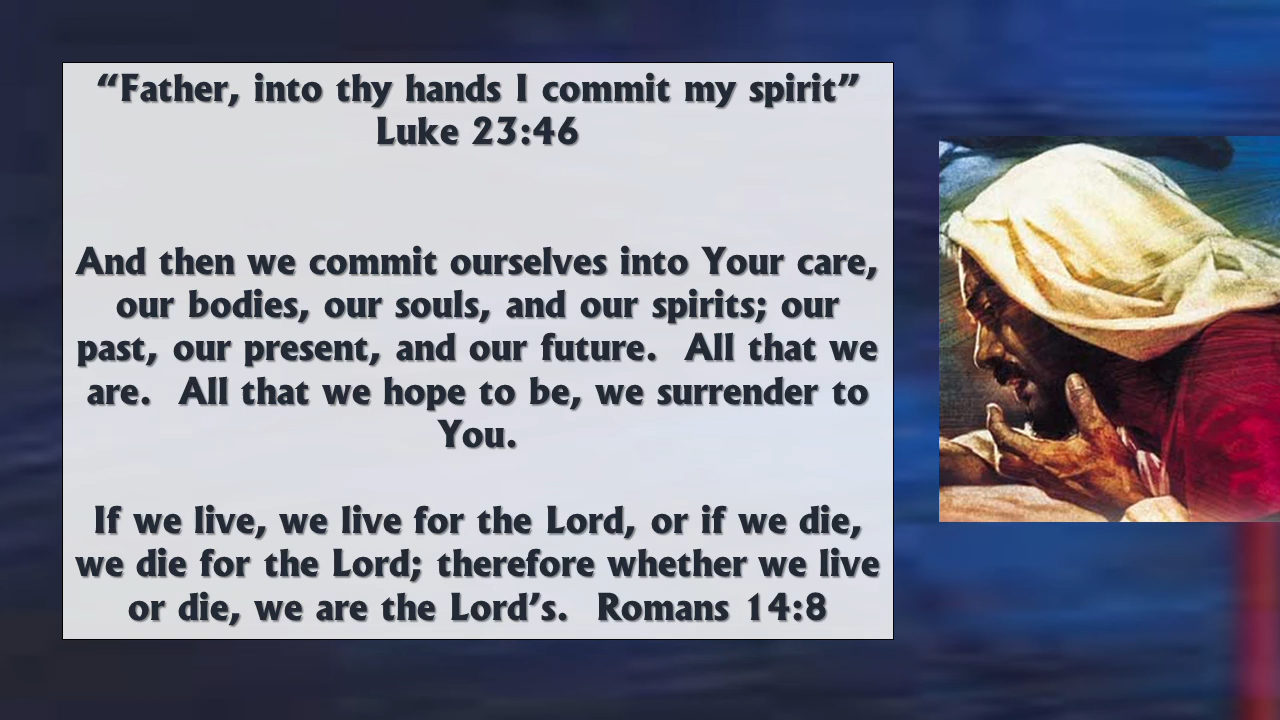 “Father, into thy hands I commit my spirit”
Luke 23:46
And then we commit ourselves into Your care,
our bodies, our souls, and our spirits; our
past, our present, and our future.  All that we
are.  All that we hope to be, we surrender to
You.
If we live, we live for the Lord, or if we die,
we die for the Lord; therefore whether we live
or die, we are the Lord’s.  Romans 14:8